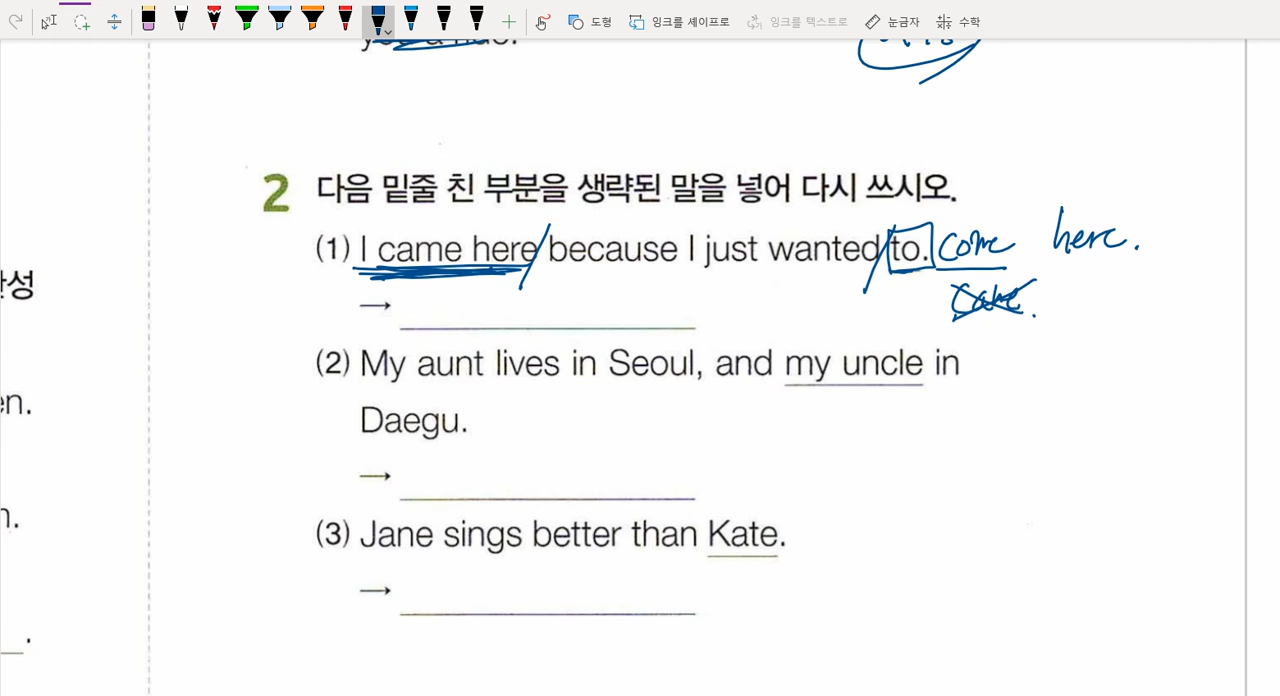 도형 잉크를 셰이프로 잉크를 텍스트로 눈금자 수학
2 다음 밑줄 친 부분을 생략된 말을 넣어 다시 쓰시오.
(1) I came here because I just wanted to. come here.
came.
→
(2) My aunt lives in Seoul, and my uncle in
Daegu.
→
(3) Jane sings better than Kate.
→